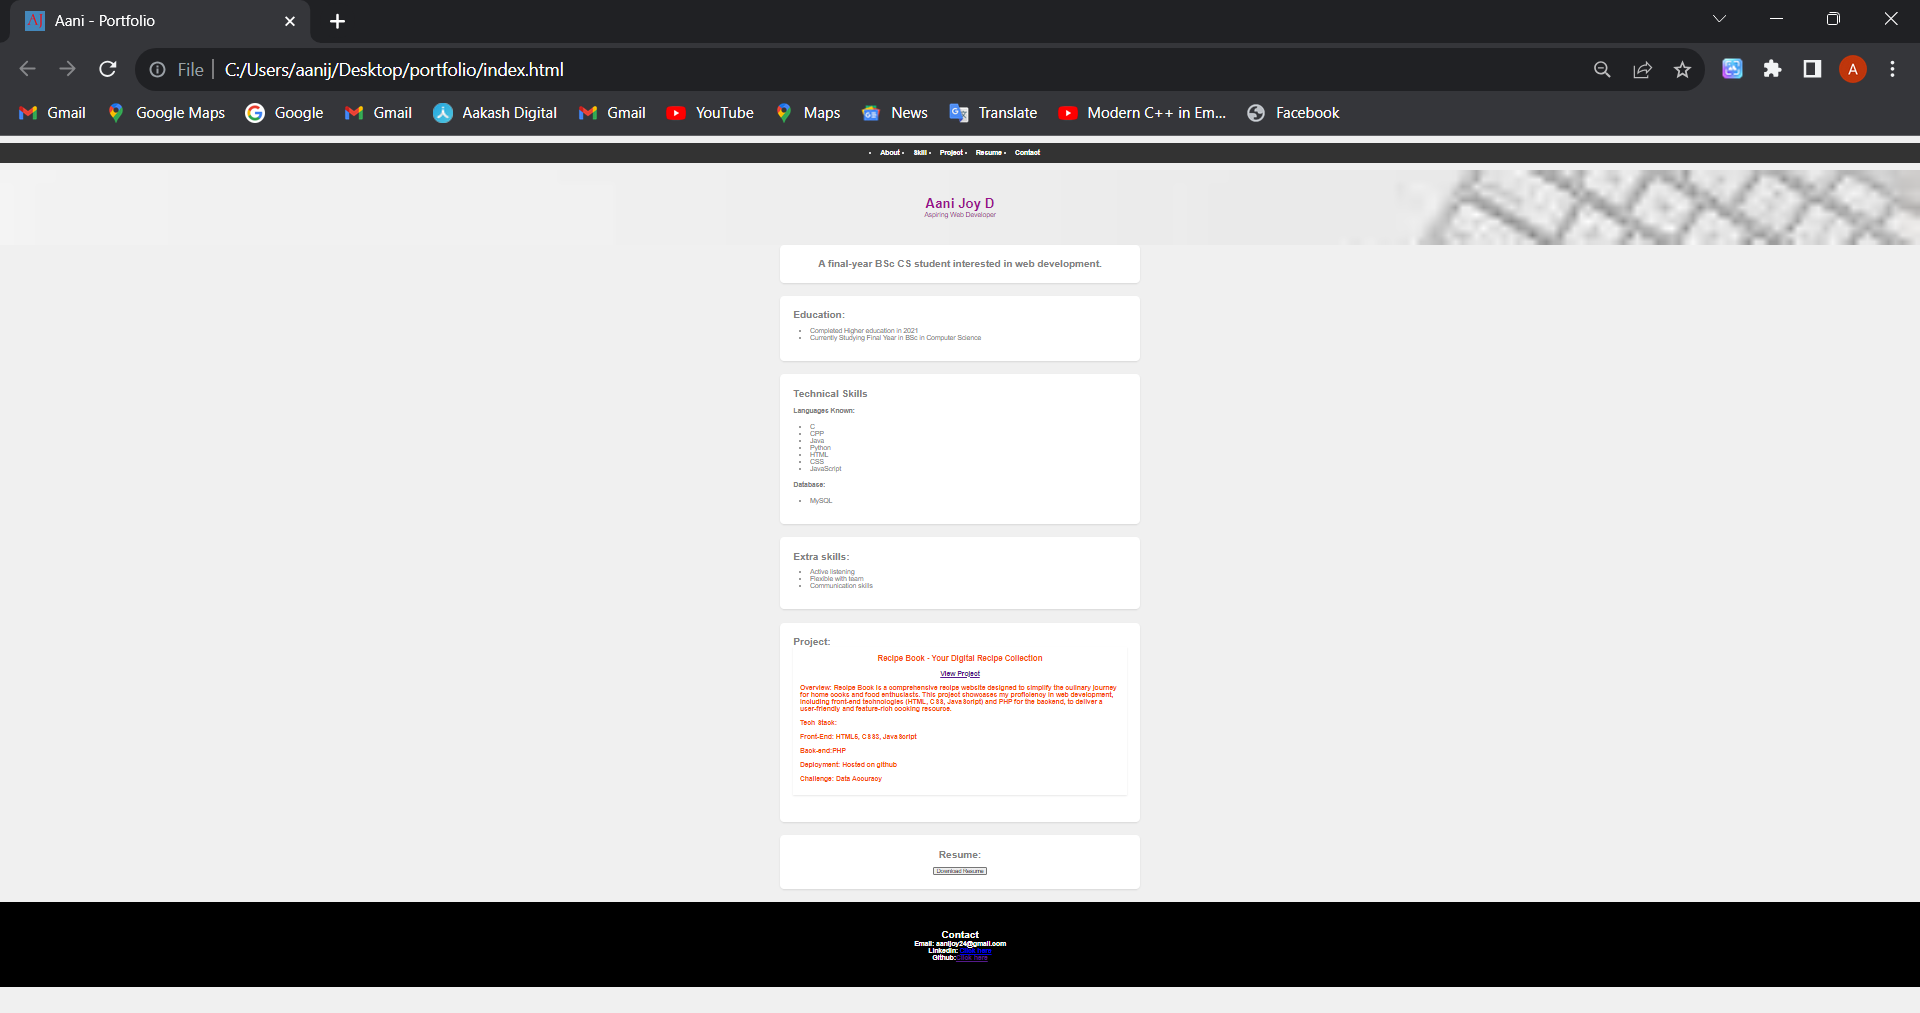 AJ Aani - Portfolio
File C:/Users/aanij/Desktop/portfolio/index.html A
Gmail Google Maps Google Gmail Aakash Digital Gmail YouTube Maps News Translate Modern C++ in Em... Facebook
• About • Skill • Project • Resume • Contact
Aani Joy D
Aspiring Web Developer
A final-year BSc CS student interested in web development.
Education:
• Completed Higher education in 2021
• Currently Studying Final Year in BSc in Computer Science
Technical Skills
Languages Known:
• C
• CPP
• Java
• Python
• HTML
• CSS
• JavaScript
Database:
• MySQL
Extra skills:
• Active listening
• Flexible with team
• Communication skills
Project:
Recipe Book - Your Digital Recipe Collection
View Project
Overview: Recipe Book is a comprehensive recipe website designed to simplify the culinary journey
for home cooks and food enthusiasts. This project showcases my proficiency in web development,
including front-end technologies (HTML, CSS, JavaScript) and PHP for the backend, to deliver a
user-friendly and feature-rich cooking resource.
Tech Stack:
Front-End: HTML5, CSS3, JavaScript
Back-end:PHP
Deployment: Hosted on github
Challenge: Data Accuracy
Resume:
Download Resume
Contact
Email: aanijoy24@gmail.com
LinkedIn:
Github:Click here